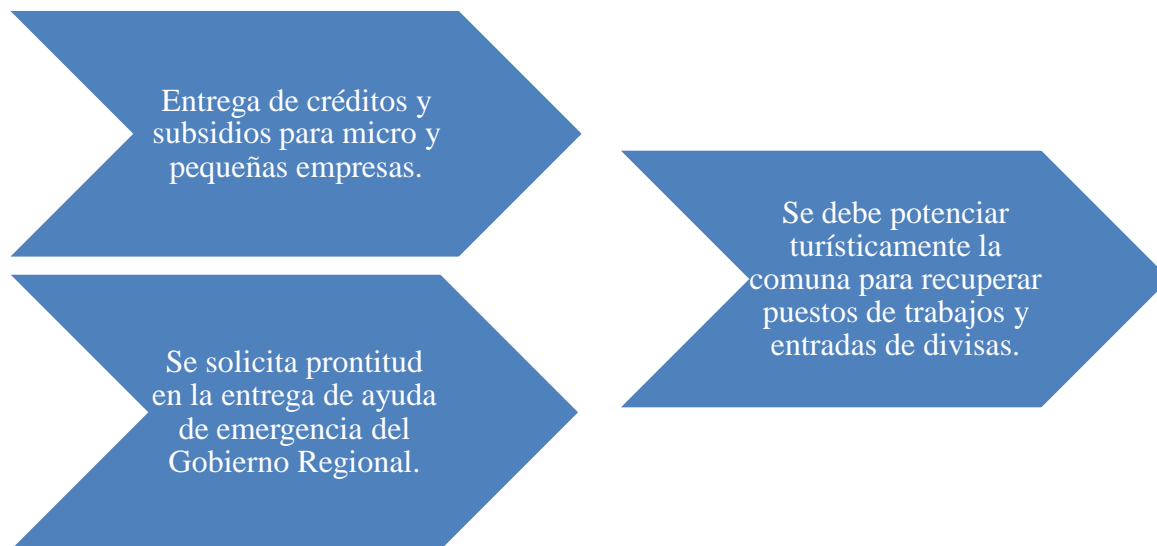 Entrega de créditos y
subsidios para micro y
pequeñas empresas.
Se solicita prontitud
en la entrega de ayuda
de emergencia del
Gobierno Regional.
Se debe potenciar
turísticamente la
comuna para recuperar
puestos de trabajos y
entradas de divisas.